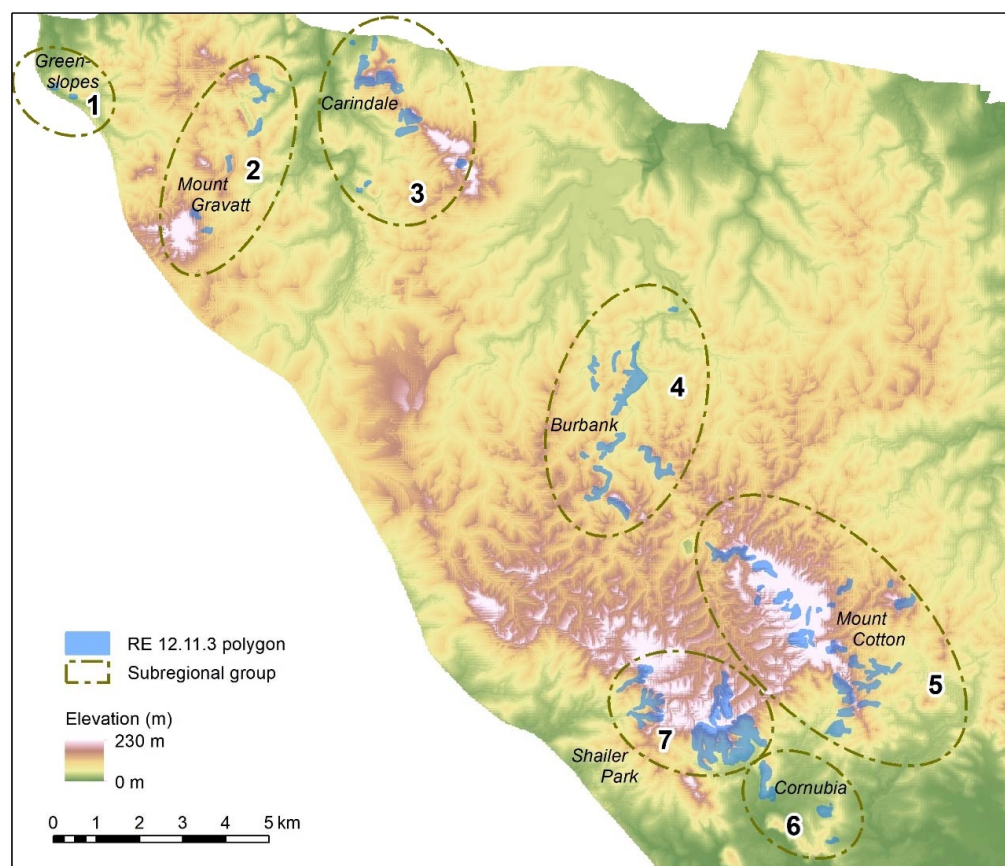 Green-
slopes
1
2
Mount
Gravatt
Carindale
3
4
Burbank
Mount
Cotton
5
7
Shailer
Park
Cornubia
6
RE 12.11.3 polygon
Subregional group
Elevation (m)
230 m
0 m
0 1 2 3 4 5 km